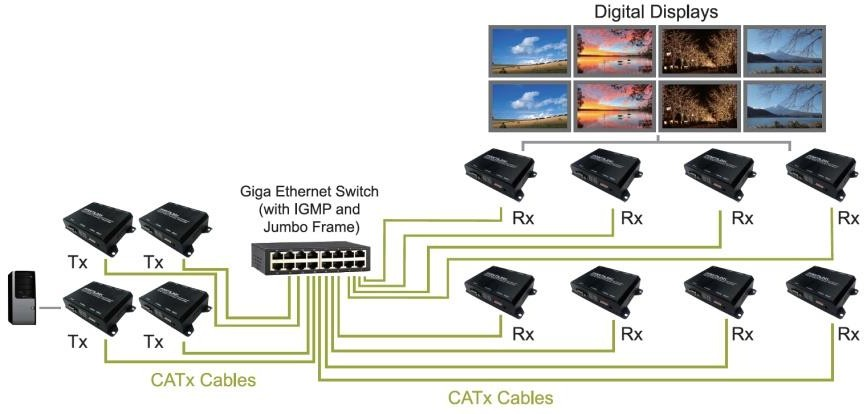 Digital Displays
Giga Ethernet Switch
(with IGMP and
Jumbo Frame)
Rx
Rx
Rx
Rx
Tx
Tx
Tx
Tx
Rx
Rx
Rx
Rx
CATx Cables
CATx Cables